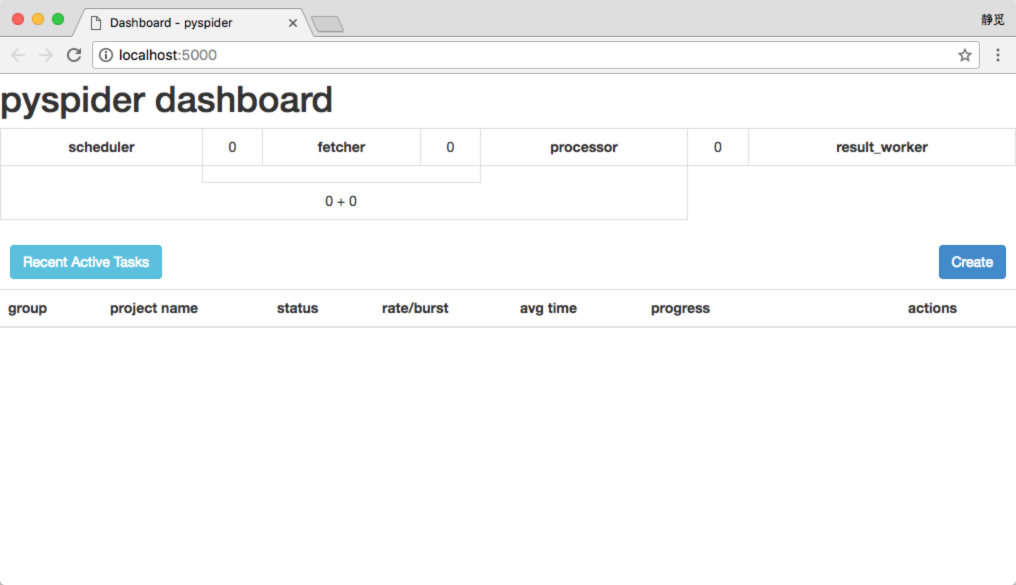 Dashboard - pyspider
静觅
localhost:5000
pyspider dashboard
scheduler 0 fetcher 0 processor 0 result_worker
0 + 0
Recent Active Tasks Create
group project name status rate/burst avg time progress actions